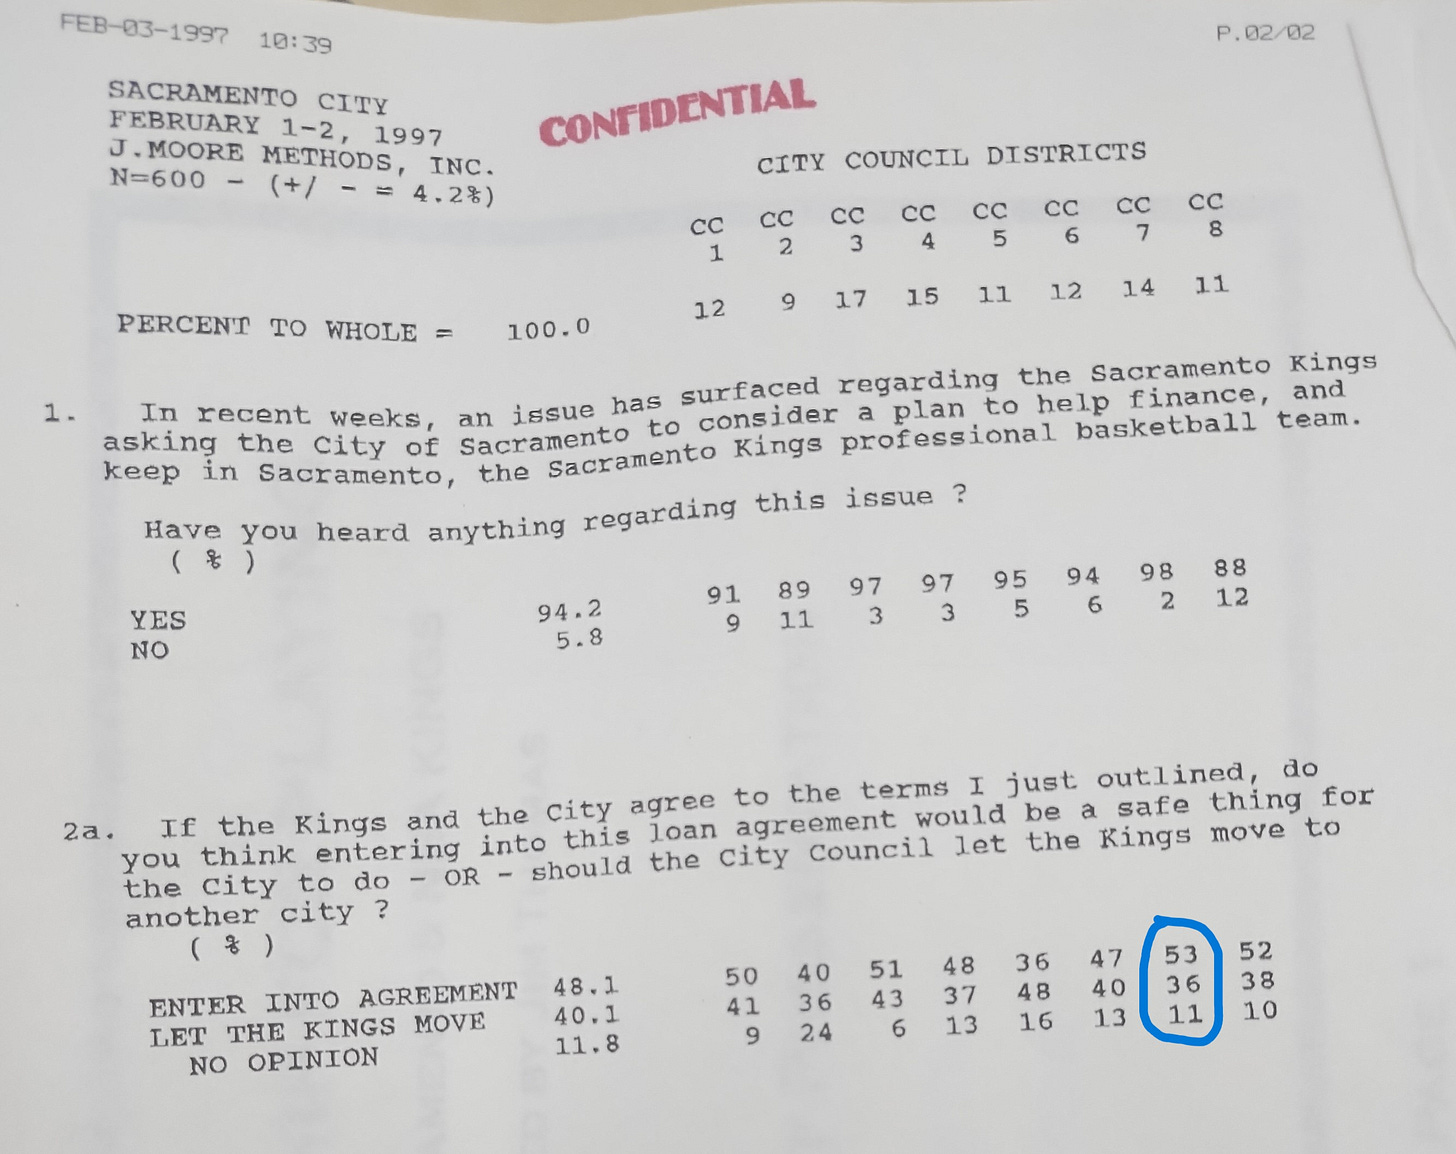 FEB-03-1997 10:39 P.02/02
SACRAMENTO CITY
FEBRUARY 1-2, 1997
J.MOORE METHODS, INC.
N=600 - (+/ - = 4.2%)
CONFIDENTIAL
CITY COUNCIL DISTRICTS
CC CC CC CC CC CC CC CC
1 2 3 4 5 6 7 8
PERCENT TO WHOLE = 100.0 12 9 17 15 11 12 14 11
1. In recent weeks, an issue has surfaced regarding the Sacramento Kings
asking the City of Sacramento to consider a plan to help finance, and
keep in Sacramento, the Sacramento Kings professional basketball team.
Have you heard anything regarding this issue ?
( % )
YES 94.2 91 89 97 97 95 94 98 88
NO 5.8 9 11 3 3 5 6 2 12
2a. If the Kings and the City agree to the terms I just outlined, do
you think entering into this loan agreement would be a safe thing for
the City to do - OR - should the City Council let the Kings move to
another city ?
( % )
ENTER INTO AGREEMENT 48.1 50 40 51 48 36 47 53 52
LET THE KINGS MOVE 40.1 41 36 43 37 48 40 36 38
NO OPINION 11.8 9 24 6 13 16 13 11 10